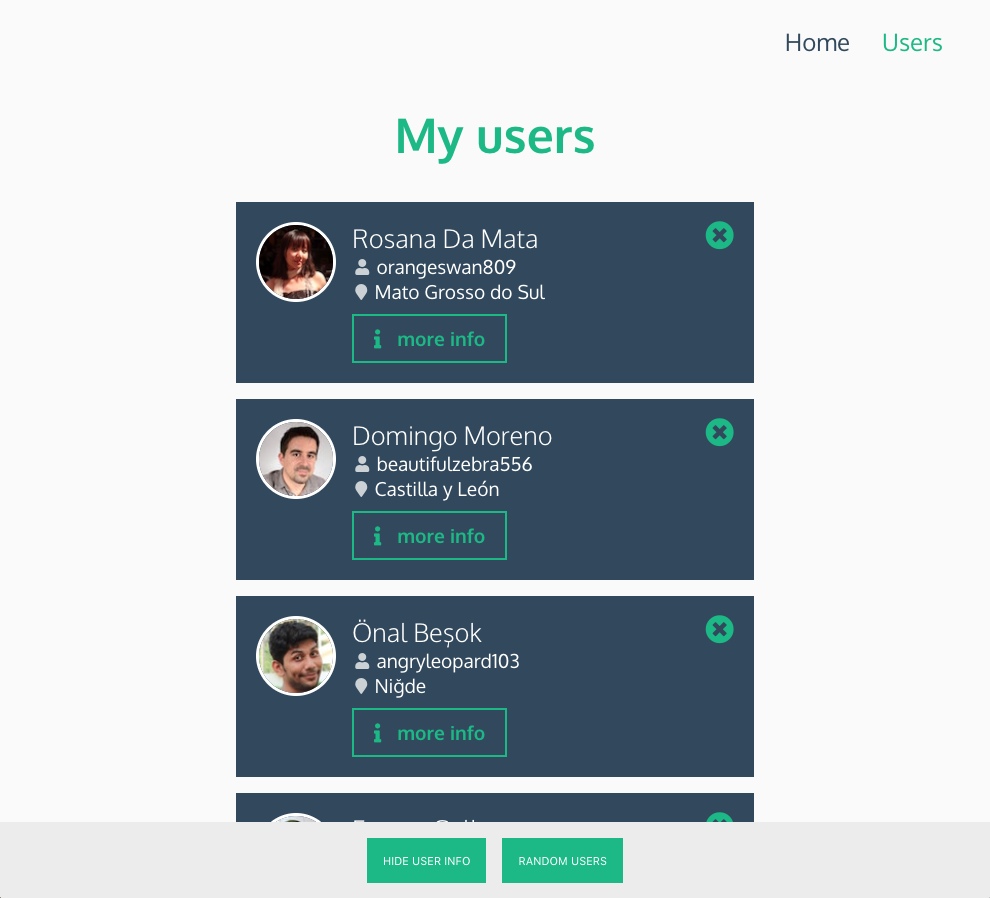 Home Users
My users
Rosana Da Mata
orangeswan809
Mato Grosso do Sul
more info
Domingo Moreno
beautifulzebra556
Castilla y León
more info
Önal Beşok
angryleopard103
Niğde
more info
HIDE USER INFO RANDOM USERS